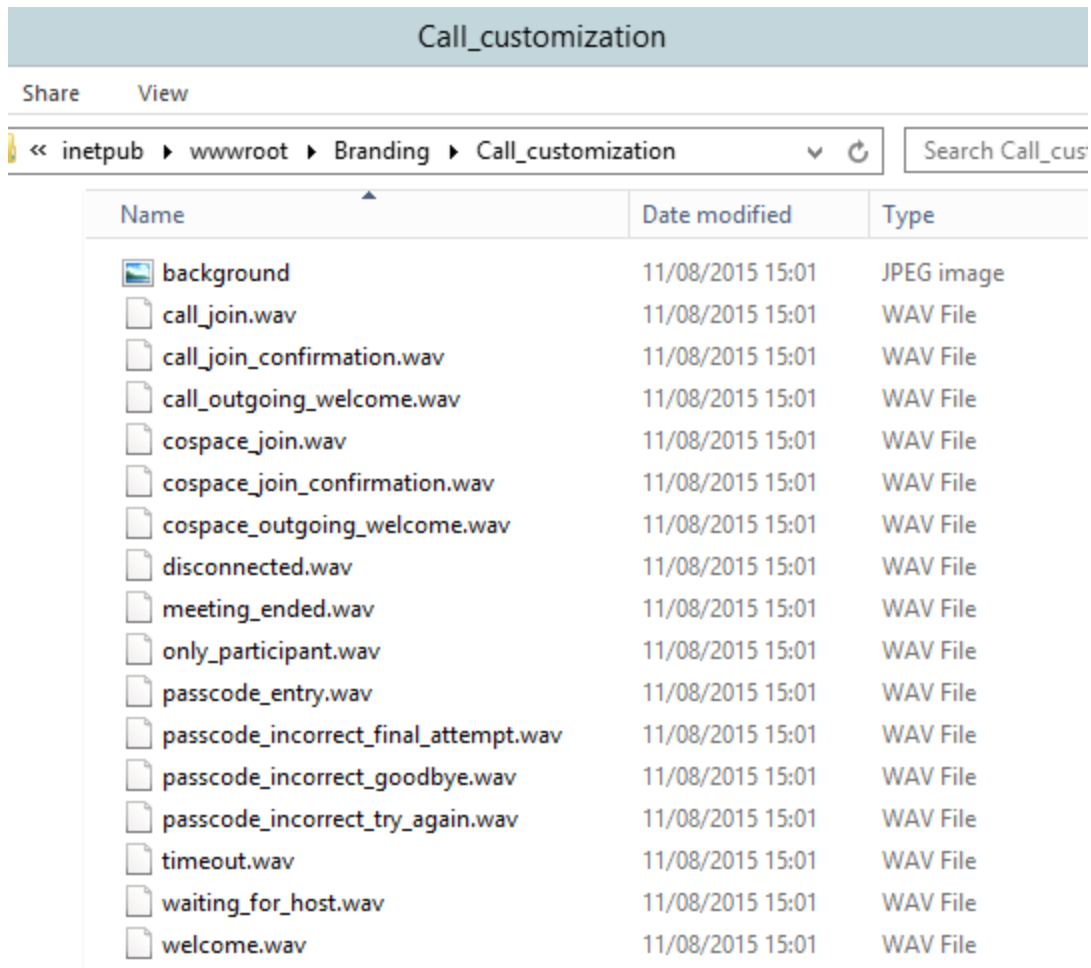 Call_customization
Share View
« inetpub ▸ wwwroot ▸ Branding ▸ Call_customization Search Call_cus
Name Date modified Type
background 11/08/2015 15:01 JPEG image
call_join.wav 11/08/2015 15:01 WAV File
call_join_confirmation.wav 11/08/2015 15:01 WAV File
call_outgoing_welcome.wav 11/08/2015 15:01 WAV File
cospace_join.wav 11/08/2015 15:01 WAV File
cospace_join_confirmation.wav 11/08/2015 15:01 WAV File
cospace_outgoing_welcome.wav 11/08/2015 15:01 WAV File
disconnected.wav 11/08/2015 15:01 WAV File
meeting_ended.wav 11/08/2015 15:01 WAV File
only_participant.wav 11/08/2015 15:01 WAV File
passcode_entry.wav 11/08/2015 15:01 WAV File
passcode_incorrect_final_attempt.wav 11/08/2015 15:01 WAV File
passcode_incorrect_goodbye.wav 11/08/2015 15:01 WAV File
passcode_incorrect_try_again.wav 11/08/2015 15:01 WAV File
timeout.wav 11/08/2015 15:01 WAV File
waiting_for_host.wav 11/08/2015 15:01 WAV File
welcome.wav 11/08/2015 15:01 WAV File